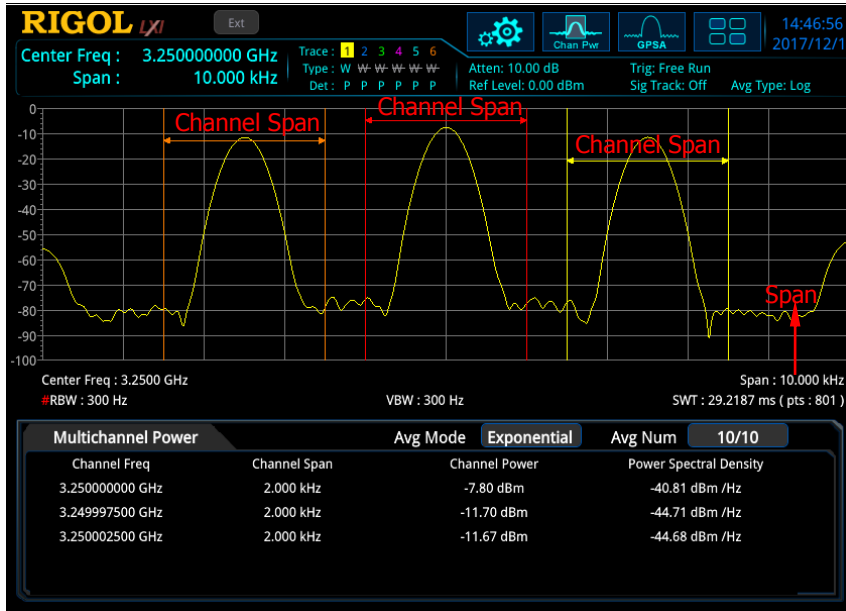 RIGOL LXI Ext
14:46:56
Chan Pwr GPSA 2017/12/1
Center Freq : 3.250000000 GHz
Span : 10.000 kHz
Trace : 1 2 3 4 5 6
Type : W W W W W W
Det : P P P P P P
Atten: 10.00 dB Trig: Free Run
Ref Level: 0.00 dBm Sig Track: Off Avg Type: Log
0
-10
-20
-30
-40
-50
-60
-70
-80
-90
-100
Channel Span
Channel Span
Channel Span
Span
Center Freq : 3.2500 GHz Span : 10.000 kHz
#RBW : 300 Hz VBW : 300 Hz SWT : 29.2187 ms ( pts : 801 )
Multichannel Power Avg Mode Exponential Avg Num 10/10
Channel Freq Channel Span Channel Power Power Spectral Density
3.250000000 GHz 2.000 kHz -7.80 dBm -40.81 dBm /Hz
3.249997500 GHz 2.000 kHz -11.70 dBm -44.71 dBm /Hz
3.250002500 GHz 2.000 kHz -11.67 dBm -44.68 dBm /Hz